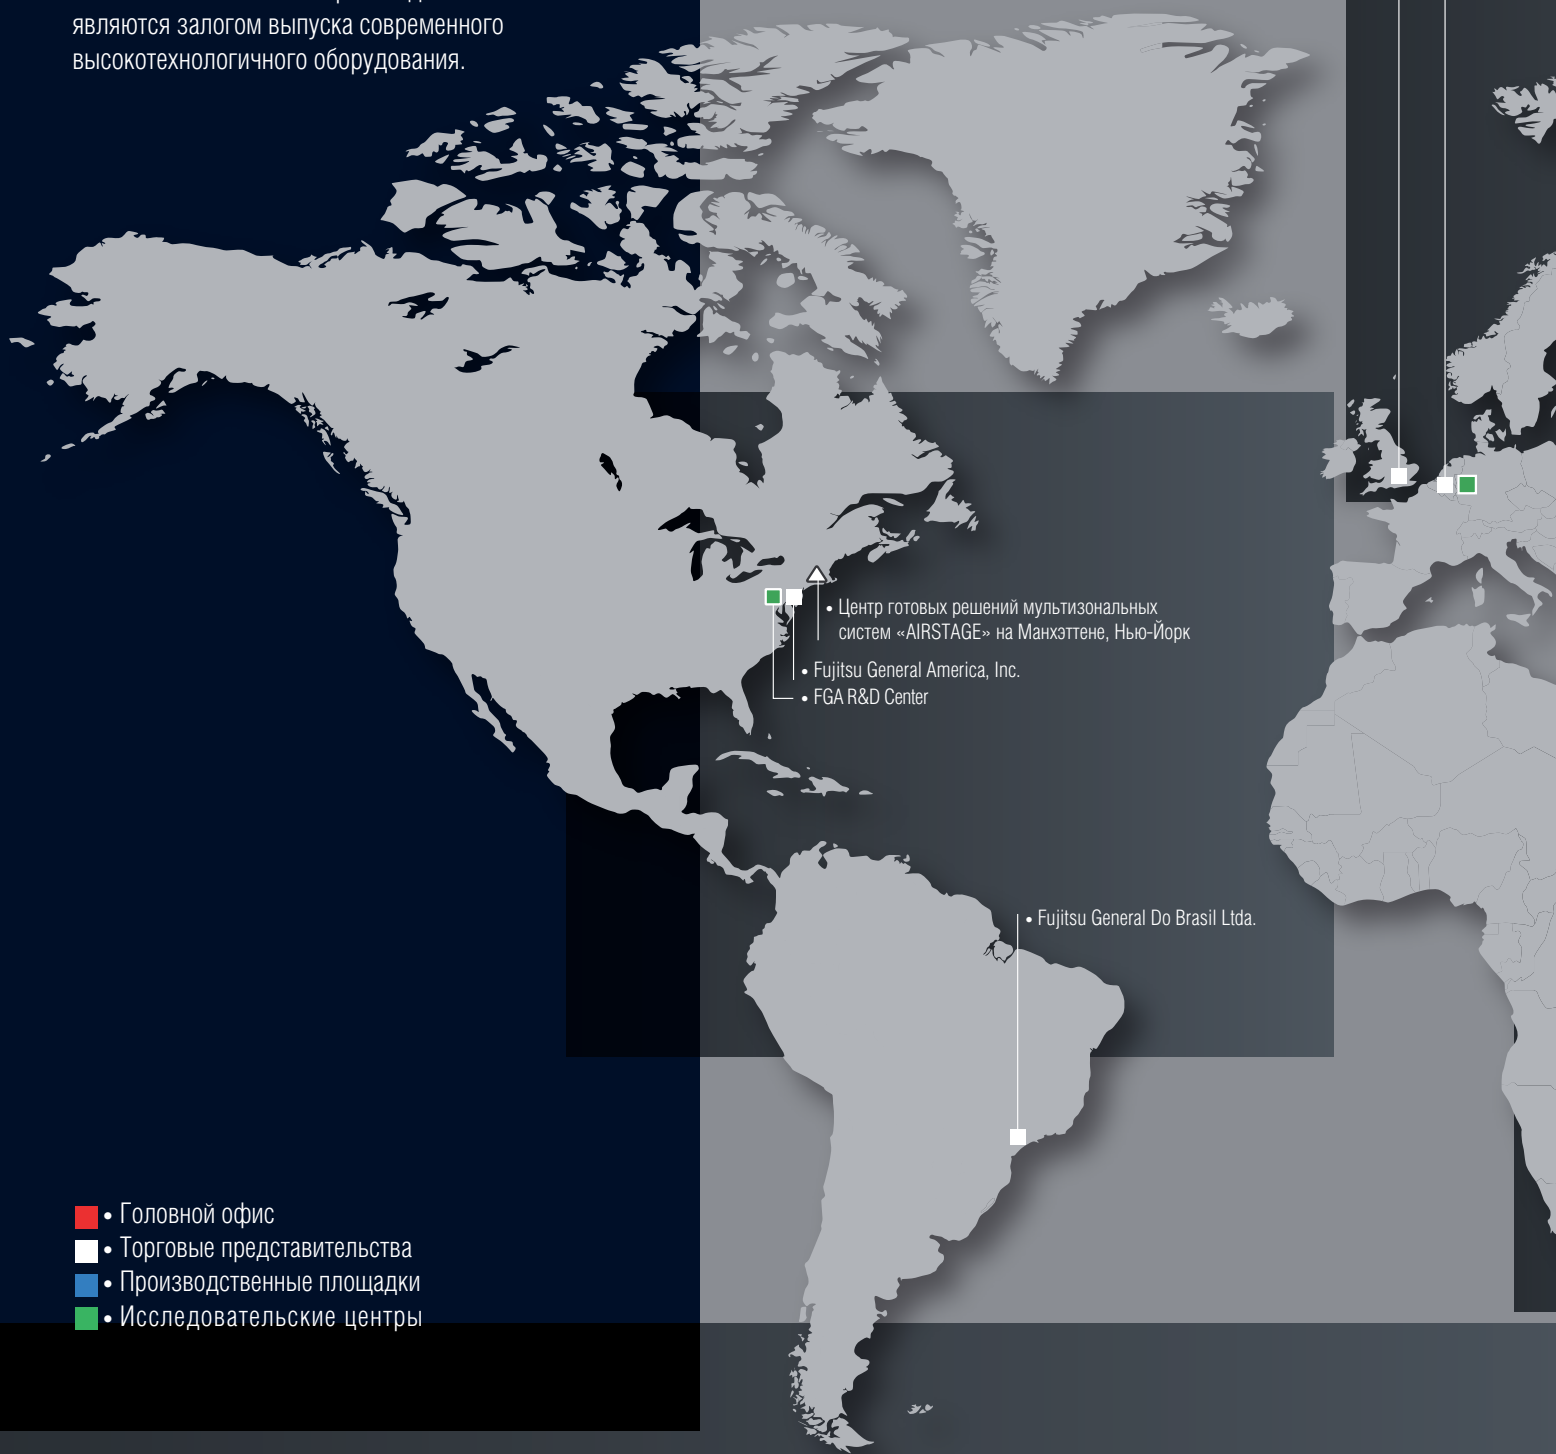 являются залогом выпуска современного
высокотехнологичного оборудования.
• Центр готовых решений мультизональных
систем «AIRSTAGE» на Манхэттене, Нью-Йорк
• Fujitsu General America, Inc.
• FGA R&D Center
• Fujitsu General Do Brasil Ltda.
• Головной офис
• Торговые представительства
• Производственные площадки
• Исследовательские центры